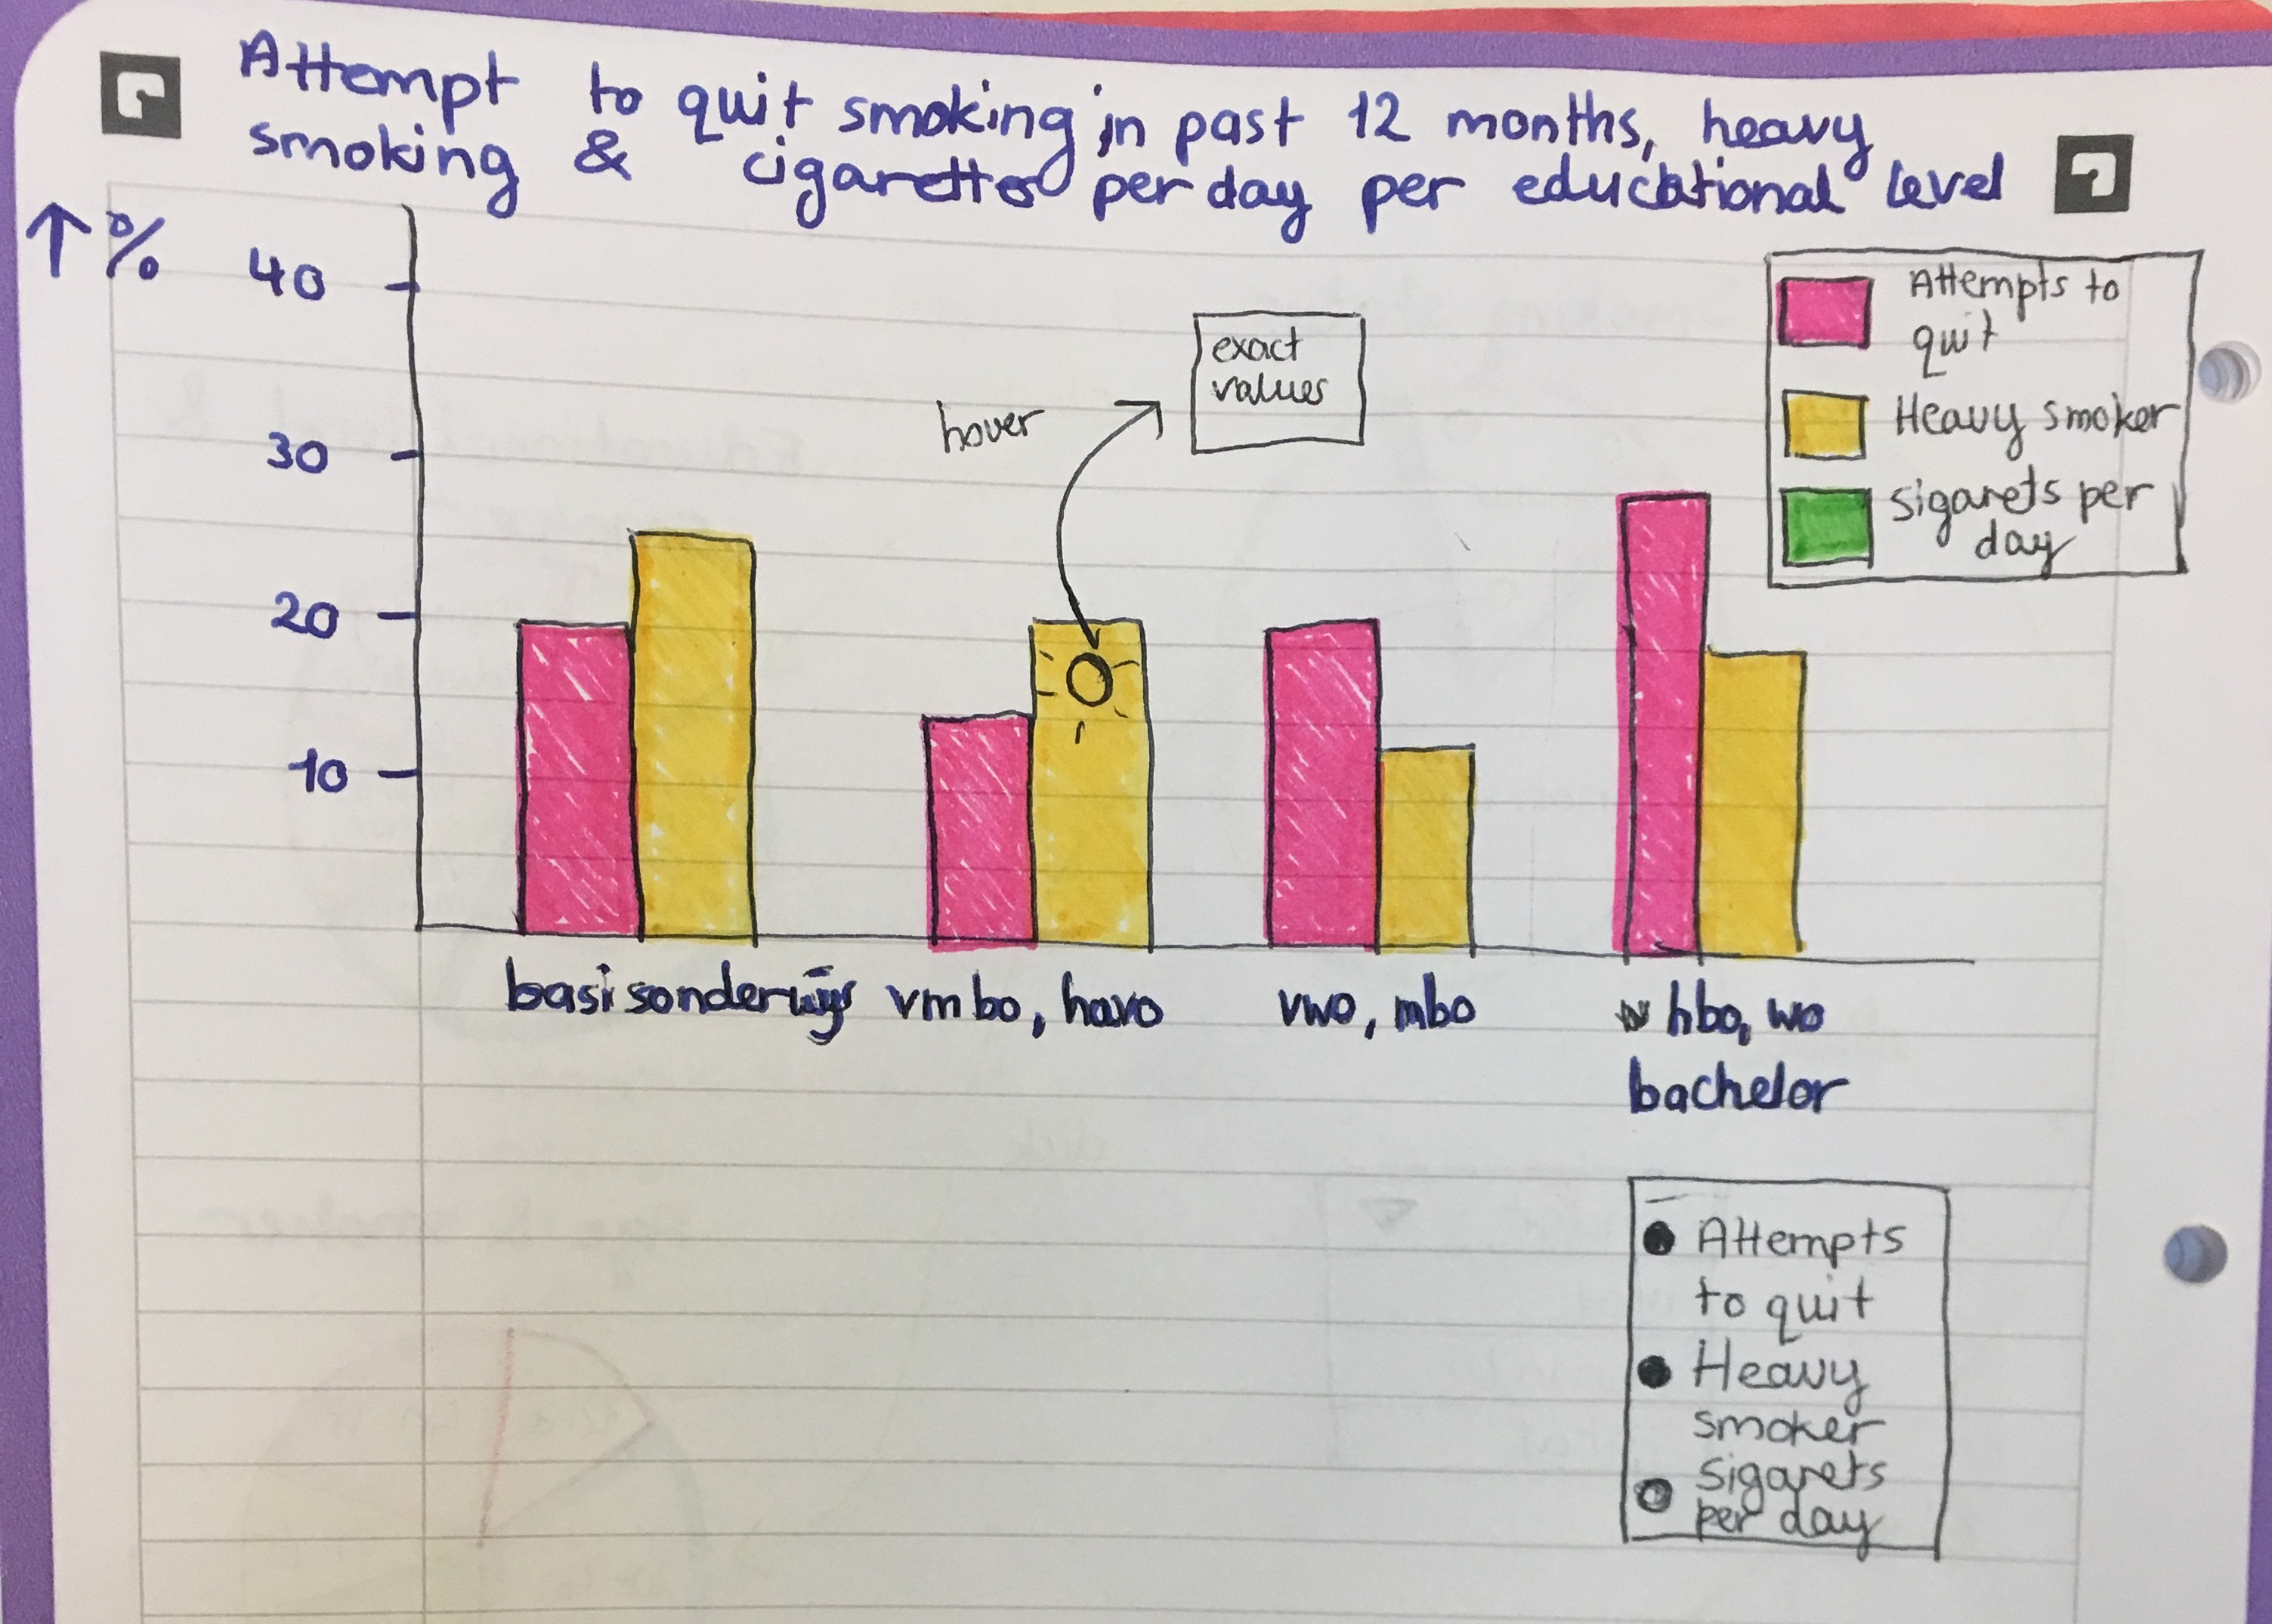 Attempt to quit smoking in past 12 months, heavy
smoking & cigarettes per day per educational level
↑ %
40
30
20
10
hover
exact
values
Attempts to
quit
Heavy smoker
Sigarets per
day
basisonderwijs vmbo, havo vwo, mbo hbo, wo
bachelor
Attempts
to quit
Heavy
smoker
Sigarets
per day